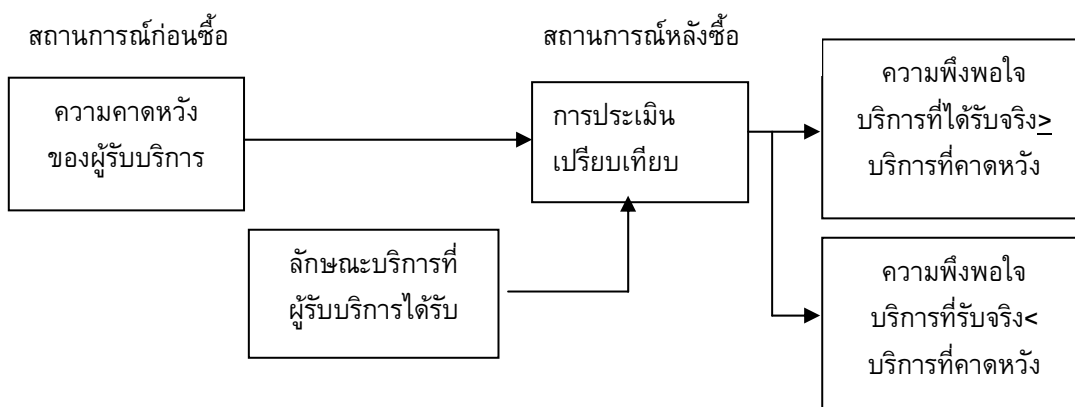 สถานการณ์ก่อนซื้อ
ความคาดหวัง
ของผู้รับบริการ
ลักษณะบริการที่
ผู้รับบริการได้รับ
สถานการณ์หลังซื้อ
การประเมิน
เปรียบเทียบ
ความพึงพอใจ
บริการที่ได้รับจริง≥
บริการที่คาดหวัง
ความพึงพอใจ
บริการที่รับจริง<
บริการที่คาดหวัง